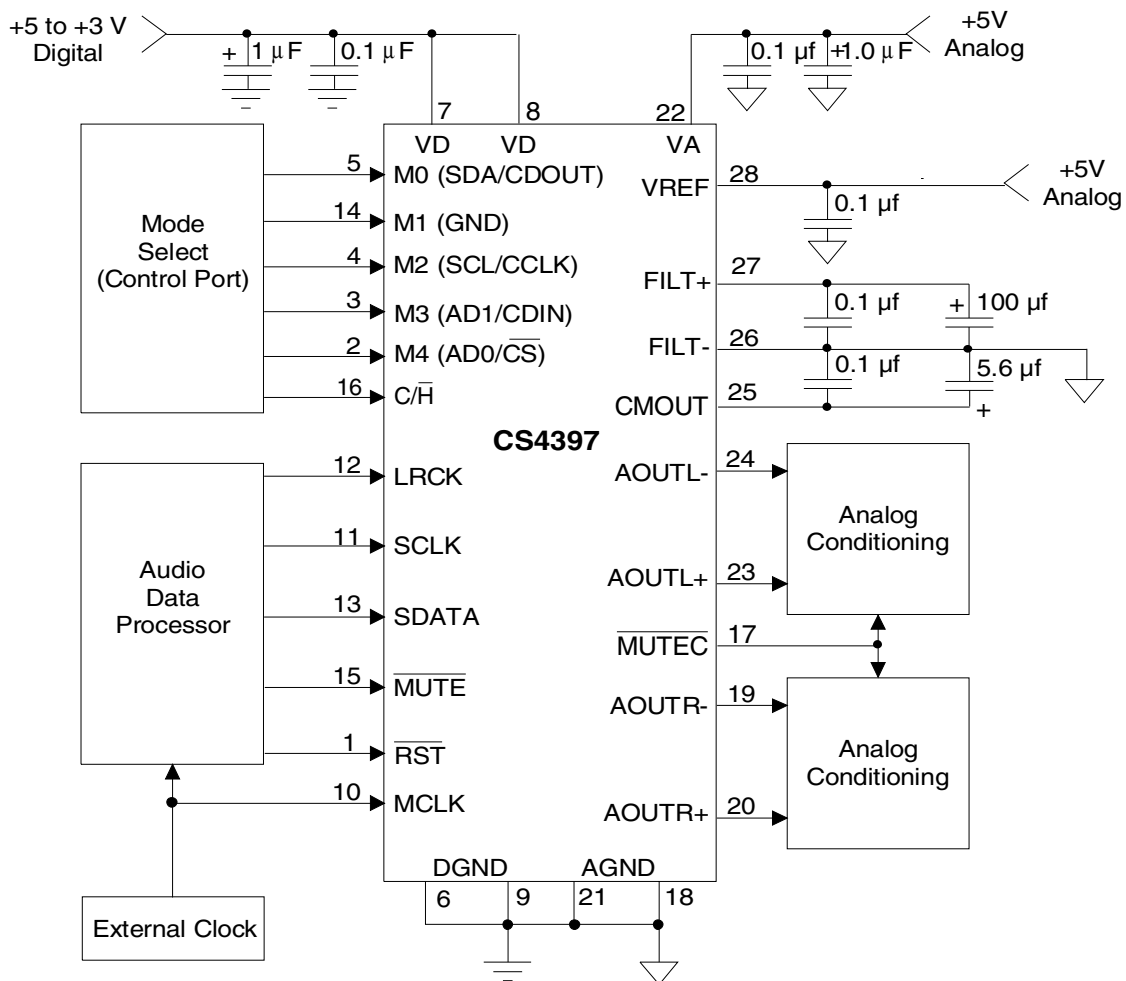 +5 to +3 V
Digital
+ 1 µF
0.1 µF
0.1 µf
+ 1.0 µF
+5V
Analog
7
8
22
VD
VD
VA
5
M0 (SDA/CDOUT)
VREF
28
+5V
Analog
0.1 µf
Mode
Select
(Control Port)
14
M1 (GND)
4
M2 (SCL/CCLK)
3
M3 (AD1/CDIN)
2
M4 (AD0/C̅S̅)
16
C/H̅
FILT+
27
0.1 µf
+ 100 µf
FILT-
26
0.1 µf
5.6 µf
CMOUT
25
+
CS4397
Audio
Data
Processor
12
LRCK
11
SCLK
13
SDATA
15
M̅U̅T̅E̅
1
R̅S̅T̅
10
MCLK
AOUTL-
24
Analog
Conditioning
AOUTL+
23
M̅U̅T̅E̅C̅
17
AOUTR-
19
Analog
Conditioning
AOUTR+
20
DGND
AGND
6
9
21
18
External Clock